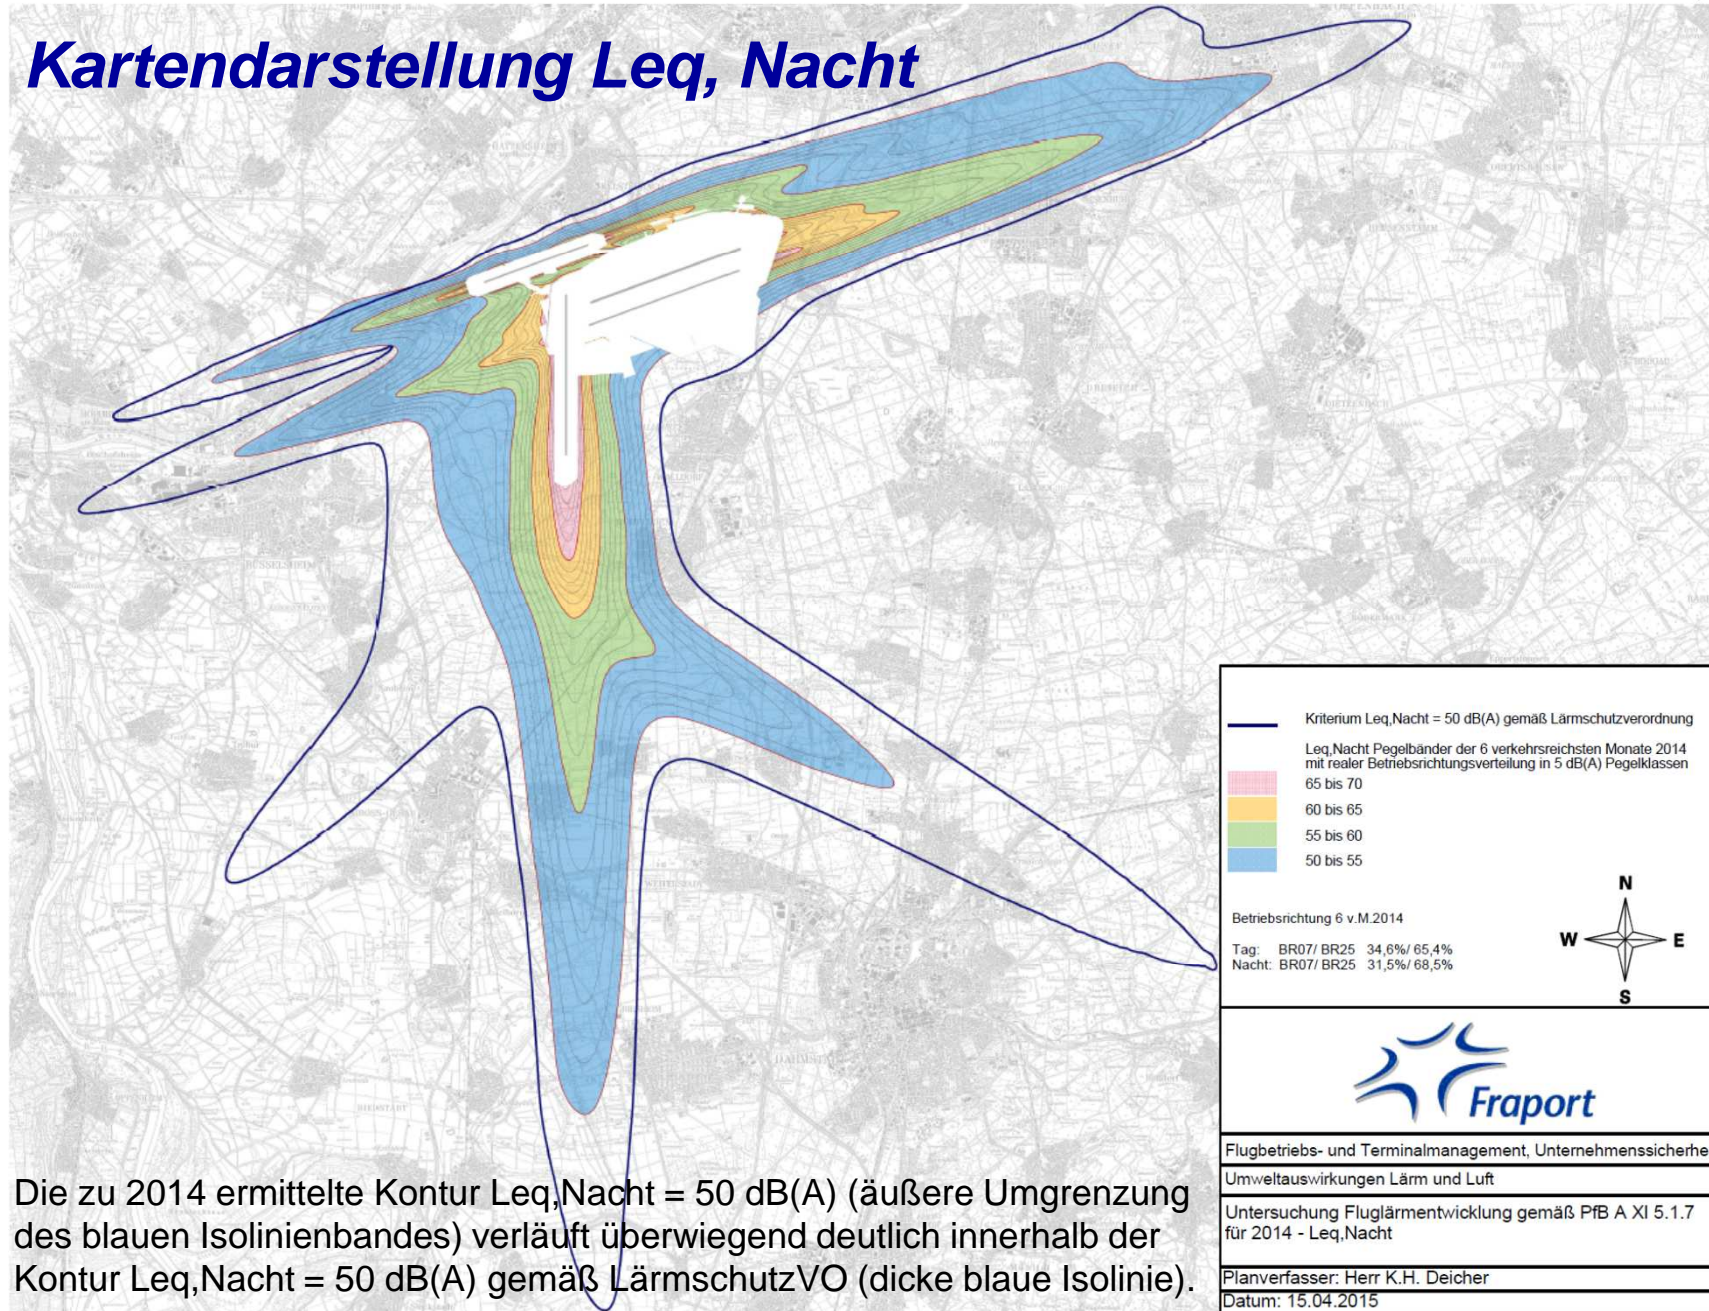 Kartendarstellung Leq, Nacht
Kriterium Leq,Nacht = 50 dB(A) gemäß Lärmschutzverordnung
Leq,Nacht Pegelbänder der 6 verkehrsreichsten Monate 2014
mit realer Betriebsrichtungsverteilung in 5 dB(A) Pegelklassen
65 bis 70
60 bis 65
55 bis 60
50 bis 55
Betriebsrichtung 6 v.M.2014
Tag: BR07/ BR25 34,6%/ 65,4%
Nacht: BR07/ BR25 31,5%/ 68,5%
N
W E
S
Fraport
Flugbetriebs- und Terminalmanagement, Unternehmenssicherhe
Umweltauswirkungen Lärm und Luft
Untersuchung Fluglärmentwicklung gemäß PfB A XI 5.1.7
für 2014 - Leq,Nacht
Planverfasser: Herr K.H. Deicher
Datum: 15.04.2015
Die zu 2014 ermittelte Kontur Leq,Nacht = 50 dB(A) (äußere Umgrenzung
des blauen Isolinienbandes) verläuft überwiegend deutlich innerhalb der
Kontur Leq,Nacht = 50 dB(A) gemäß LärmschutzVO (dicke blaue Isolinie).